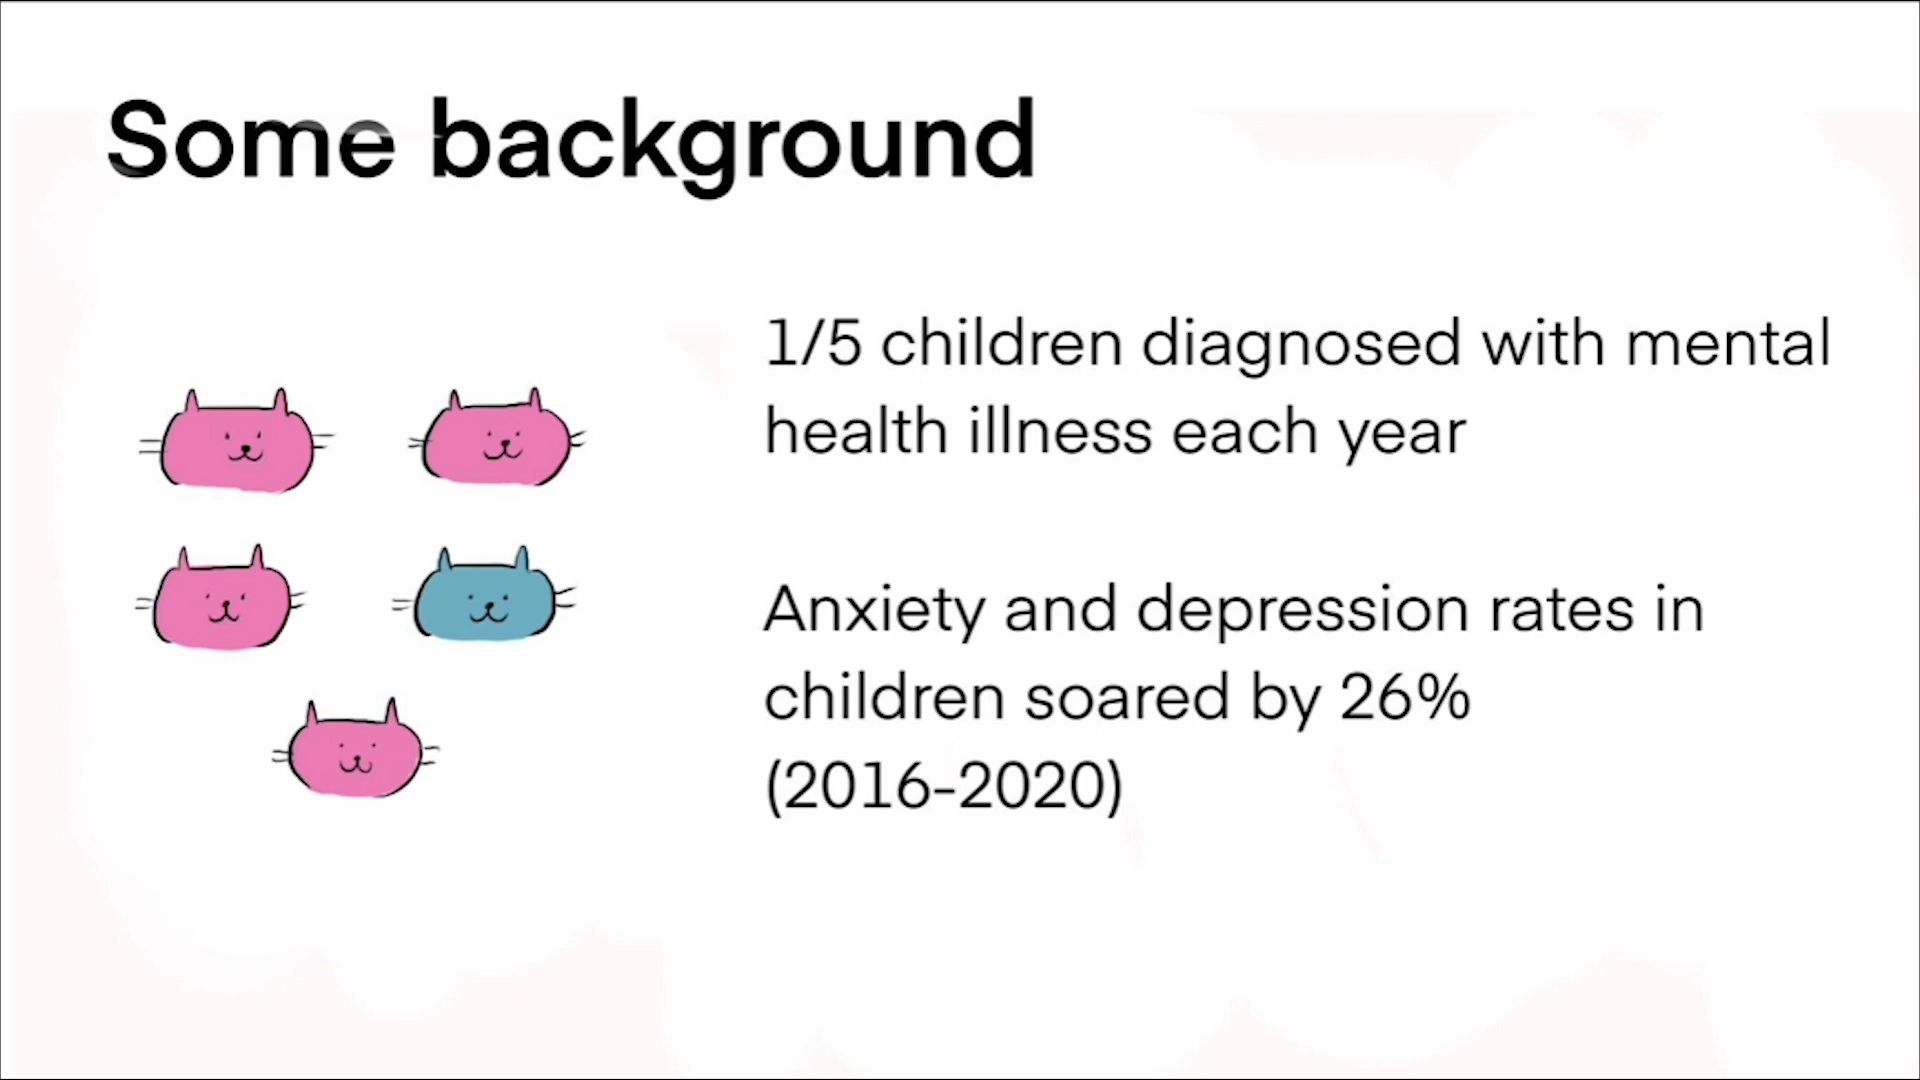 Some background
1/5 children diagnosed with mental
health illness each year
Anxiety and depression rates in
children soared by 26%
(2016-2020)